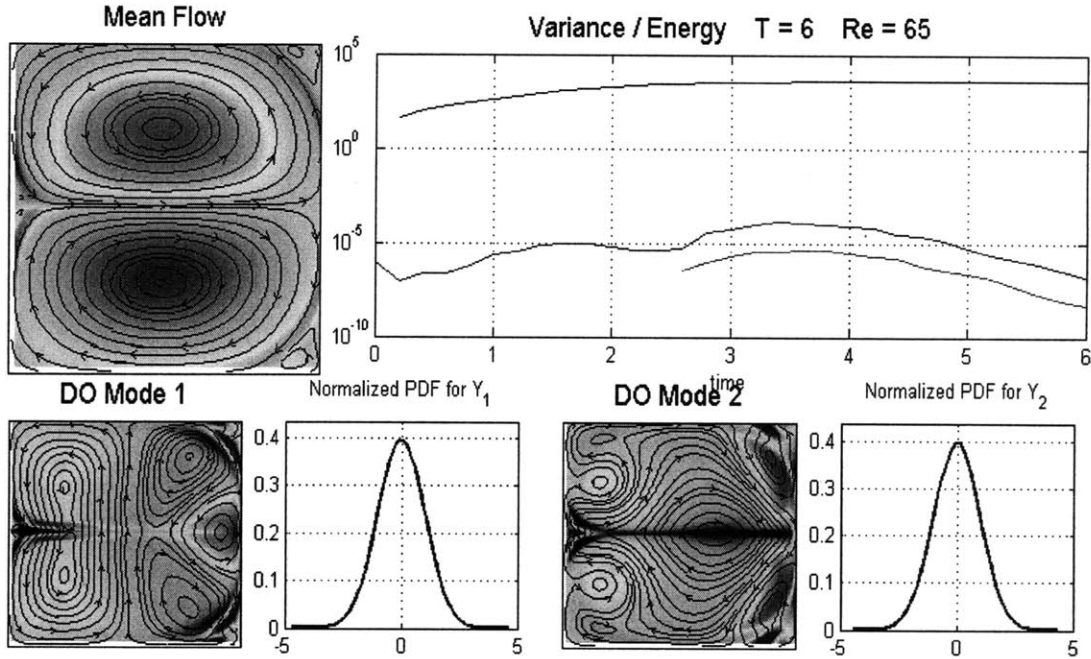 Mean Flow
Variance / Energy T = 6 Re = 65
10^5
10^0
10^-5
10^-10
0 1 2 3 4 5 6
time
DO Mode 1
Normalized PDF for Y_1
DO Mode 2
Normalized PDF for Y_2
0.4
0.3
0.2
0.1
0
-5 0 5
0.4
0.3
0.2
0.1
0
-5 0 5